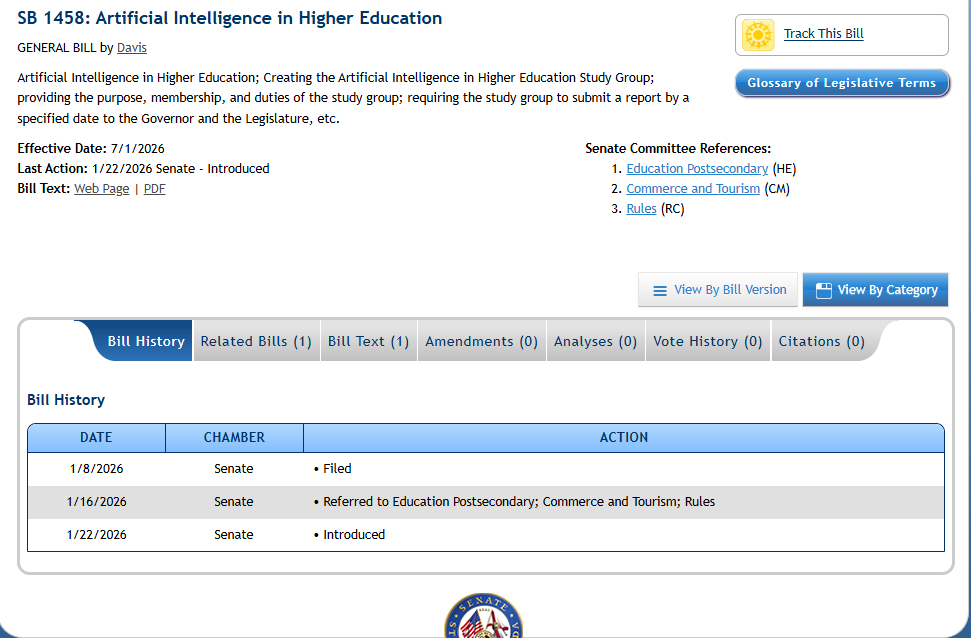 SB 1458: Artificial Intelligence in Higher Education
Track This Bill
GENERAL BILL by Davis
Glossary of Legislative Terms
Artificial Intelligence in Higher Education; Creating the Artificial Intelligence in Higher Education Study Group;
providing the purpose, membership, and duties of the study group; requiring the study group to submit a report by a
specified date to the Governor and the Legislature, etc.
Effective Date: 7/1/2026
Last Action: 1/22/2026 Senate - Introduced
Bill Text: Web Page | PDF
Senate Committee References:
1. Education Postsecondary (HE)
2. Commerce and Tourism (CM)
3. Rules (RC)
View By Bill Version
View By Category
Bill History Related Bills (1) Bill Text (1) Amendments (0) Analyses (0) Vote History (0) Citations (0)
Bill History
DATE CHAMBER ACTION
1/8/2026 Senate • Filed
1/16/2026 Senate • Referred to Education Postsecondary; Commerce and Tourism; Rules
1/22/2026 Senate • Introduced
SENATE